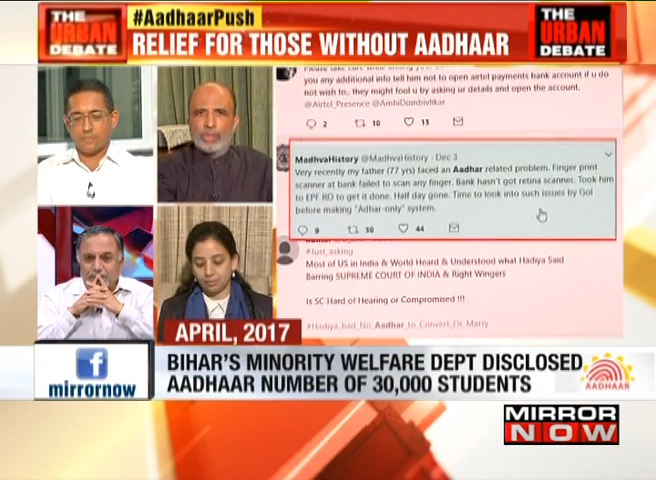 THE URBAN DEBATE
#AadhaarPush
RELIEF FOR THOSE WITHOUT AADHAAR
THE URBAN DEBATE
you any additional info tell him not to open airtel payments bank account if u do
not wish to.. they might fool u by asking ur details and open the account.
@Airtel_Presence @AmhiDombivlikar
2 10 13
MadhvaHistory @MadhvaHistory · Dec 3
Very recently my father (77 yrs) faced an Aadhar related problem. Finger print
scanner at bank failed to scan any finger. Bank hasn't got retina scanner. Took him
to EPF RO to get it done. Half day gone. Time to look into such issues by GoI
before making "Adhar-only" system.
9 30 44
#Just_asking
Most of US in India & World Heard & Understood what Hadiya Said
Barring SUPREME COURT OF INDIA & Right Wingers
Is SC Hard of Hearing or Compromised !!!
#Hadiya_had_No_Aadhar_to_Convert_Or_Marry
APRIL, 2017
f
mirrornow
BIHAR'S MINORITY WELFARE DEPT DISCLOSED
AADHAAR NUMBER OF 30,000 STUDENTS
AADHAAR
MIRROR
NOW